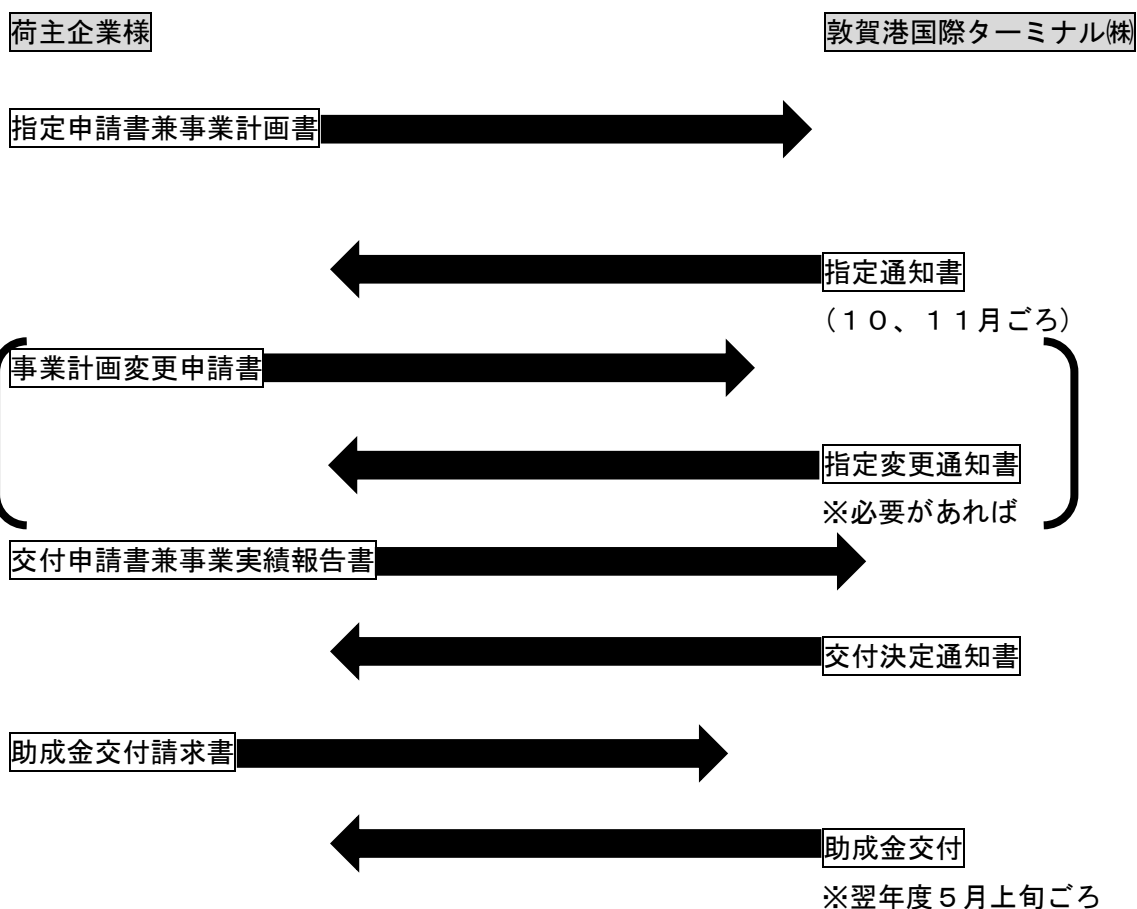 荷主企業様
敦賀港国際ターミナル㈱
指定申請書兼事業計画書
指定通知書
（１０、１１月ごろ）
事業計画変更申請書
指定変更通知書
※必要があれば
交付申請書兼事業実績報告書
交付決定通知書
助成金交付請求書
助成金交付
※翌年度５月上旬ごろ